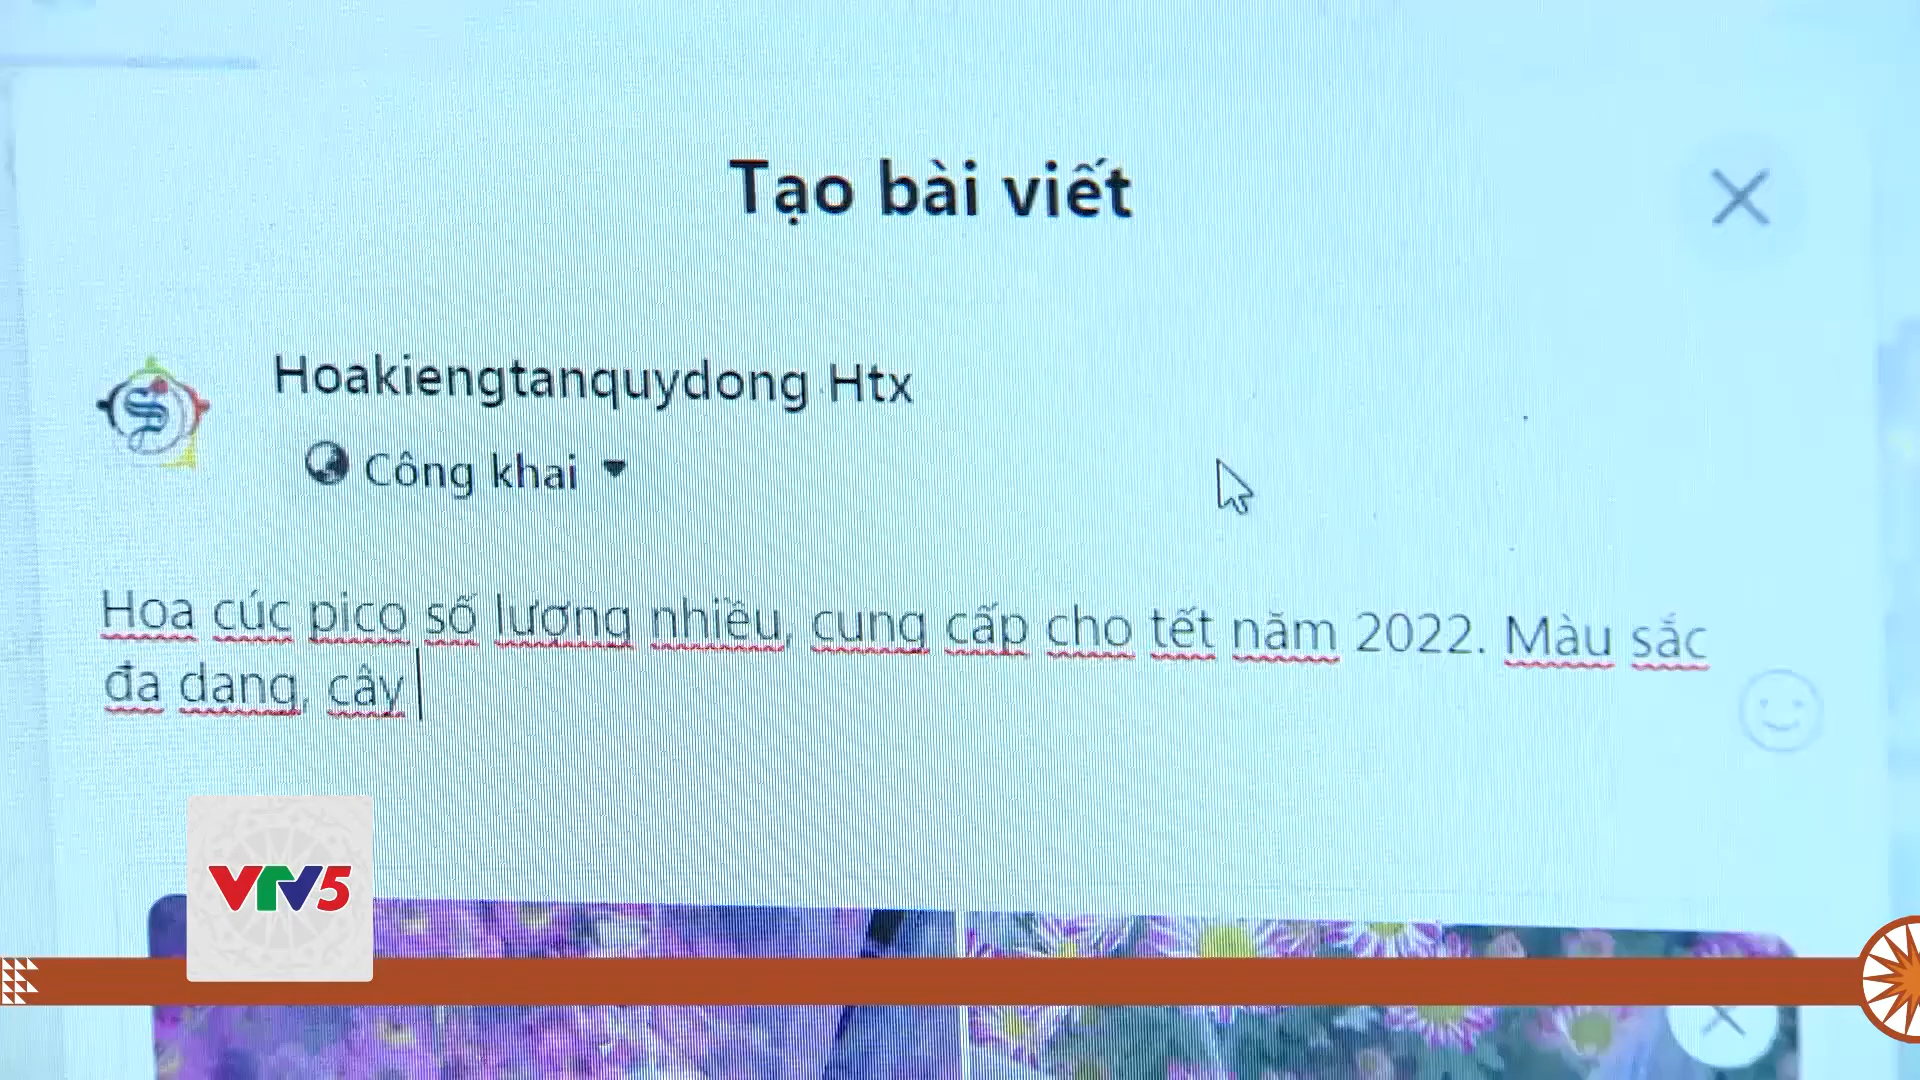 Tạo bài viết
Hoakiengtanquydong Htx
Công khai
Hoa cúc pico số lượng nhiều, cung cấp cho tết năm 2022. Màu sắc
đa dạng, cây
VTV5